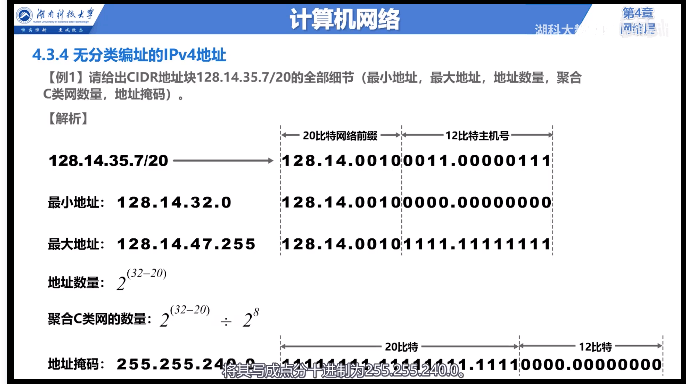 湖南科技大学
计算机网络
湖科大
第4章
4.3.4 无分类编址的IPv4地址
【例1】请给出CIDR地址块128.14.35.7/20的全部细节（最小地址，最大地址，地址数量，聚合
C类网数量，地址掩码）。
【解析】
20比特网络前缀 12比特主机号
128.14.35.7/20 128.14.00100011.00000111
最小地址： 128.14.32.0 128.14.00100000.00000000
最大地址： 128.14.47.255 128.14.00101111.11111111
地址数量： 2^(32-20)
聚合C类网的数量： 2^(32-20) ÷ 2^8
20比特 12比特
地址掩码： 255.255.240.0 11111111.11111111.11110000.00000000
将其写成点分十进制为255.255.240.0。